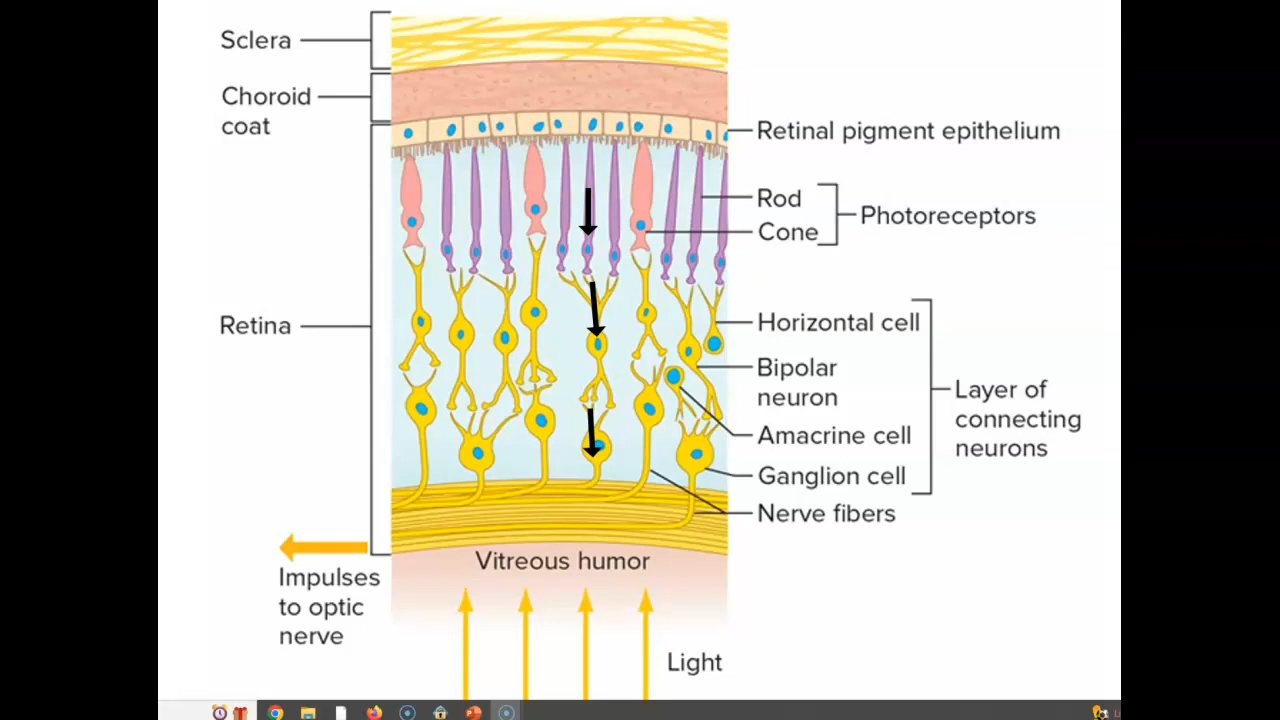 Sclera
Choroid
coat
Retina
Impulses
to optic
nerve
Retinal pigment epithelium
Rod
Cone
Photoreceptors
Horizontal cell
Bipolar
neuron
Amacrine cell
Ganglion cell
Layer of
connecting
neurons
Nerve fibers
Vitreous humor
Light